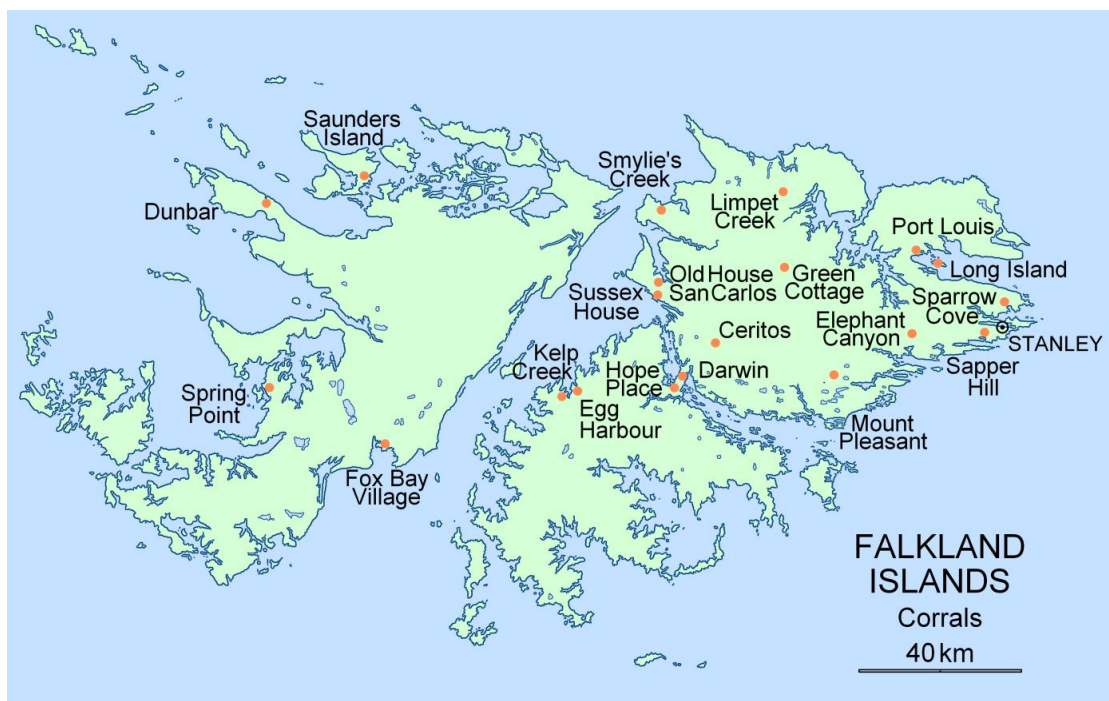 Saunders
Island
Dunbar
Smylie's
Creek
Limpet
Creek
Port Louis
Long Island
Old House
San Carlos
Green
Cottage
Sussex
House
Sparrow
Cove
Ceritos
Elephant
Canyon
STANLEY
Sapper
Hill
Kelp
Creek
Hope
Place
Darwin
Spring
Point
Egg
Harbour
Mount
Pleasant
Fox Bay
Village
FALKLAND
ISLANDS
Corrals
40 km